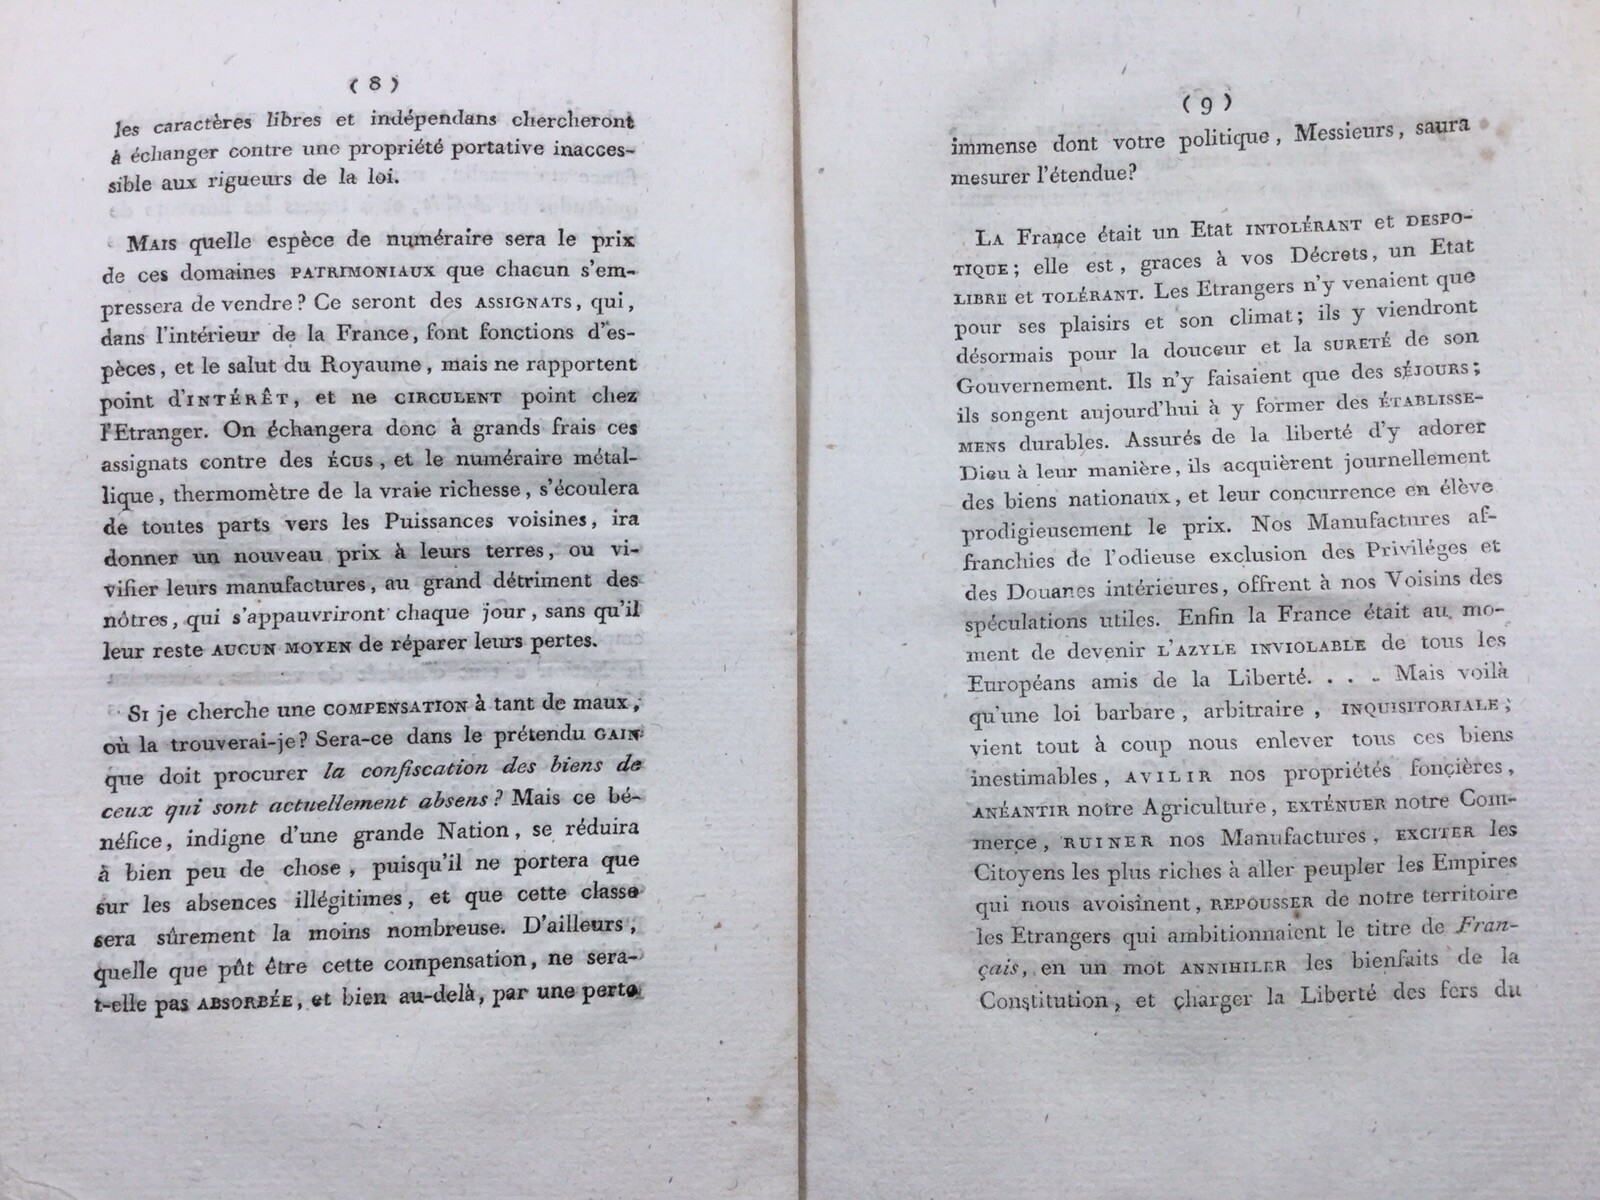 ( 8 )
les caractères libres et indépendans chercheront
à échanger contre une propriété portative inacces-
sible aux rigueurs de la loi.
MAIS quelle espèce de numéraire sera le prix
de ces domaines PATRIMONIAUX que chacun s'em-
pressera de vendre? Ce seront des ASSIGNATS, qui,
dans l'intérieur de la France, font fonctions d'es-
pèces, et le salut du Royaume, mais ne rapportent
point d'INTÉRÊT, et ne CIRCULENT point chez
l'Etranger. On échangera donc à grands frais ces
assignats contre des ÉCUS, et le numéraire métal-
lique, thermomètre de la vraie richesse, s'écoulera
de toutes parts vers les Puissances voisines, ira
donner un nouveau prix à leurs terres, ou vi-
vifier leurs manufactures, au grand détriment des
nôtres, qui s'appauvriront chaque jour, sans qu'il
leur reste AUCUN MOYEN de réparer leurs pertes.
SI je cherche une COMPENSATION à tant de maux,
où la trouverai-je? Sera-ce dans le prétendu GAIN
que doit procurer la confiscation des biens de
ceux qui sont actuellement absens? Mais ce bé-
néfice, indigne d'une grande Nation, se réduira
à bien peu de chose, puisqu'il ne portera que
sur les absences illégitimes, et que cette classe
sera sûrement la moins nombreuse. D'ailleurs,
quelle que pût être cette compensation, ne sera-
t-elle pas ABSORBÉE, et bien au-delà, par une perte
( 9 )
immense dont votre politique, Messieurs, saura
mesurer l'étendue?
LA France était un Etat INTOLÉRANT et DESPO-
TIQUE; elle est, graces à vos Décrets, un Etat
LIBRE et TOLÉRANT. Les Etrangers n'y venaient que
pour ses plaisirs et son climat; ils y viendront
désormais pour la douceur et la SURETÉ de son
Gouvernement. Ils n'y faisaient que des SÉJOURS;
ils songent aujourd'hui à y former des ÉTABLISSE-
MENS durables. Assurés de la liberté d'y adorer
Dieu à leur manière, ils acquièrent journellement
des biens nationaux, et leur concurrence en élève
prodigieusement le prix. Nos Manufactures af-
franchies de l'odieuse exclusion des Priviléges et
des Douanes intérieures, offrent à nos Voisins des
spéculations utiles. Enfin la France était au mo-
ment de devenir L'AZYLE INVIOLABLE de tous les
Européans amis de la Liberté. . . . Mais voilà
qu'une loi barbare, arbitraire, INQUISITORIALE,
vient tout à coup nous enlever tous ces biens
inestimables, AVILIR nos propriétés foncières,
ANÉANTIR notre Agriculture, EXTÉNUER notre Com-
merce, RUINER nos Manufactures, EXCITER les
Citoyens les plus riches à aller peupler les Empires
qui nous avoisinent, REPOUSSER de notre territoire
les Etrangers qui ambitionnaient le titre de Fran-
çais, en un mot ANNIHILER les bienfaits de la
Constitution, et charger la Liberté des fers du